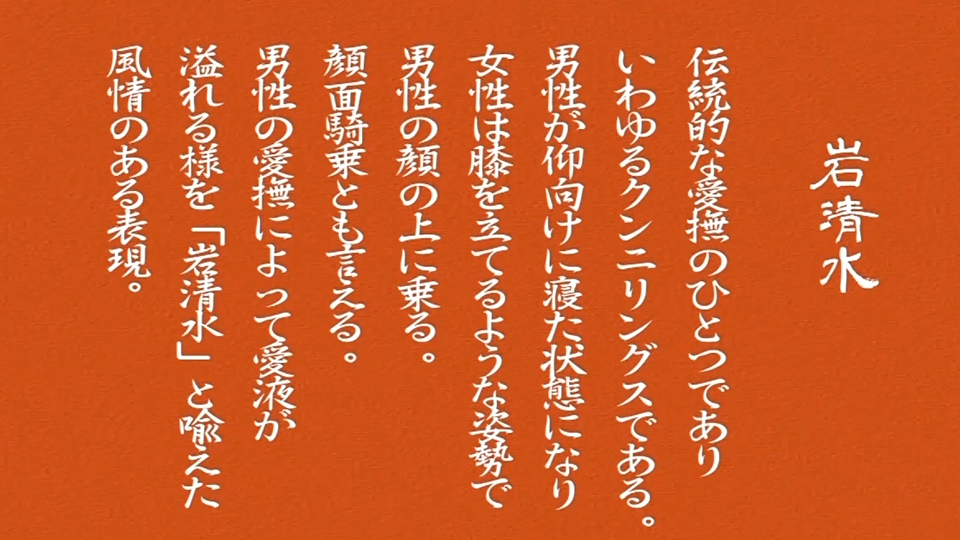 岩清水
伝統的な愛撫のひとつであり
いわゆるクンニリングスである。
男性が仰向けに寝た状態になり
女性は膝を立てるような姿勢で
男性の顔の上に乗る。
顔面騎乗とも言える。
男性の愛撫によって愛液が
溢れる様を「岩清水」と喩えた
風情のある表現。